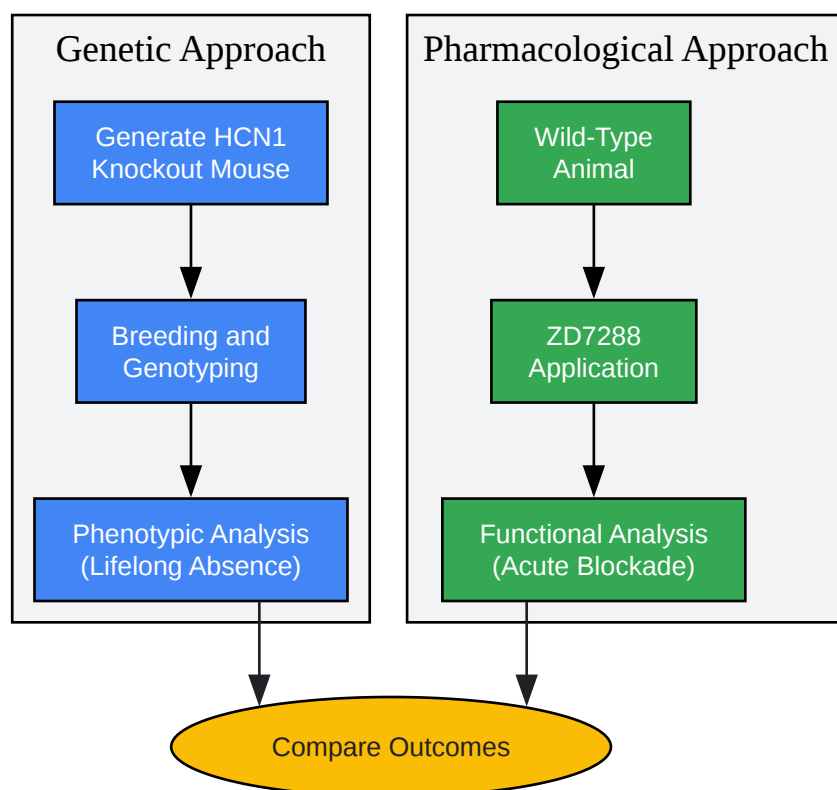 Genetic Approach
Generate HCN1
Knockout Mouse
Breeding and
Genotyping
Phenotypic Analysis
(Lifelong Absence)
Pharmacological Approach
Wild-Type
Animal
ZD7288
Application
Functional Analysis
(Acute Blockade)
Compare Outcomes